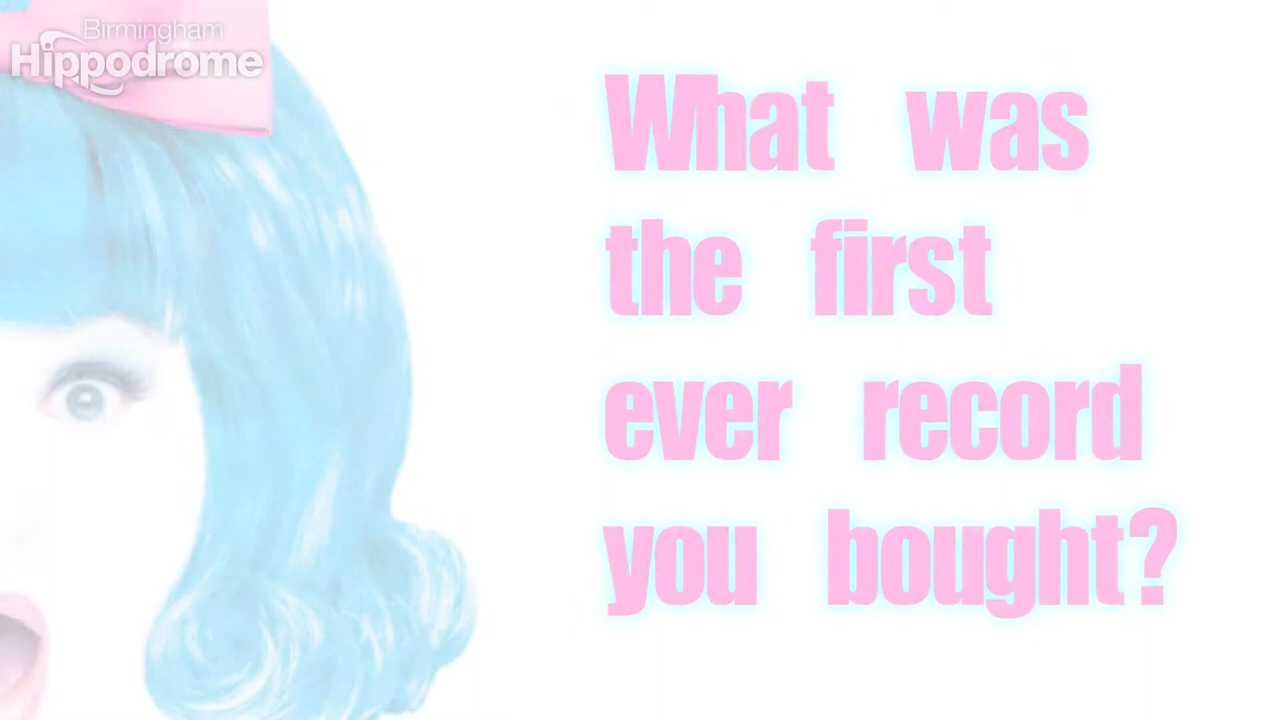 Birmingham
Hippodrome
What was
the first
ever record
you bought?